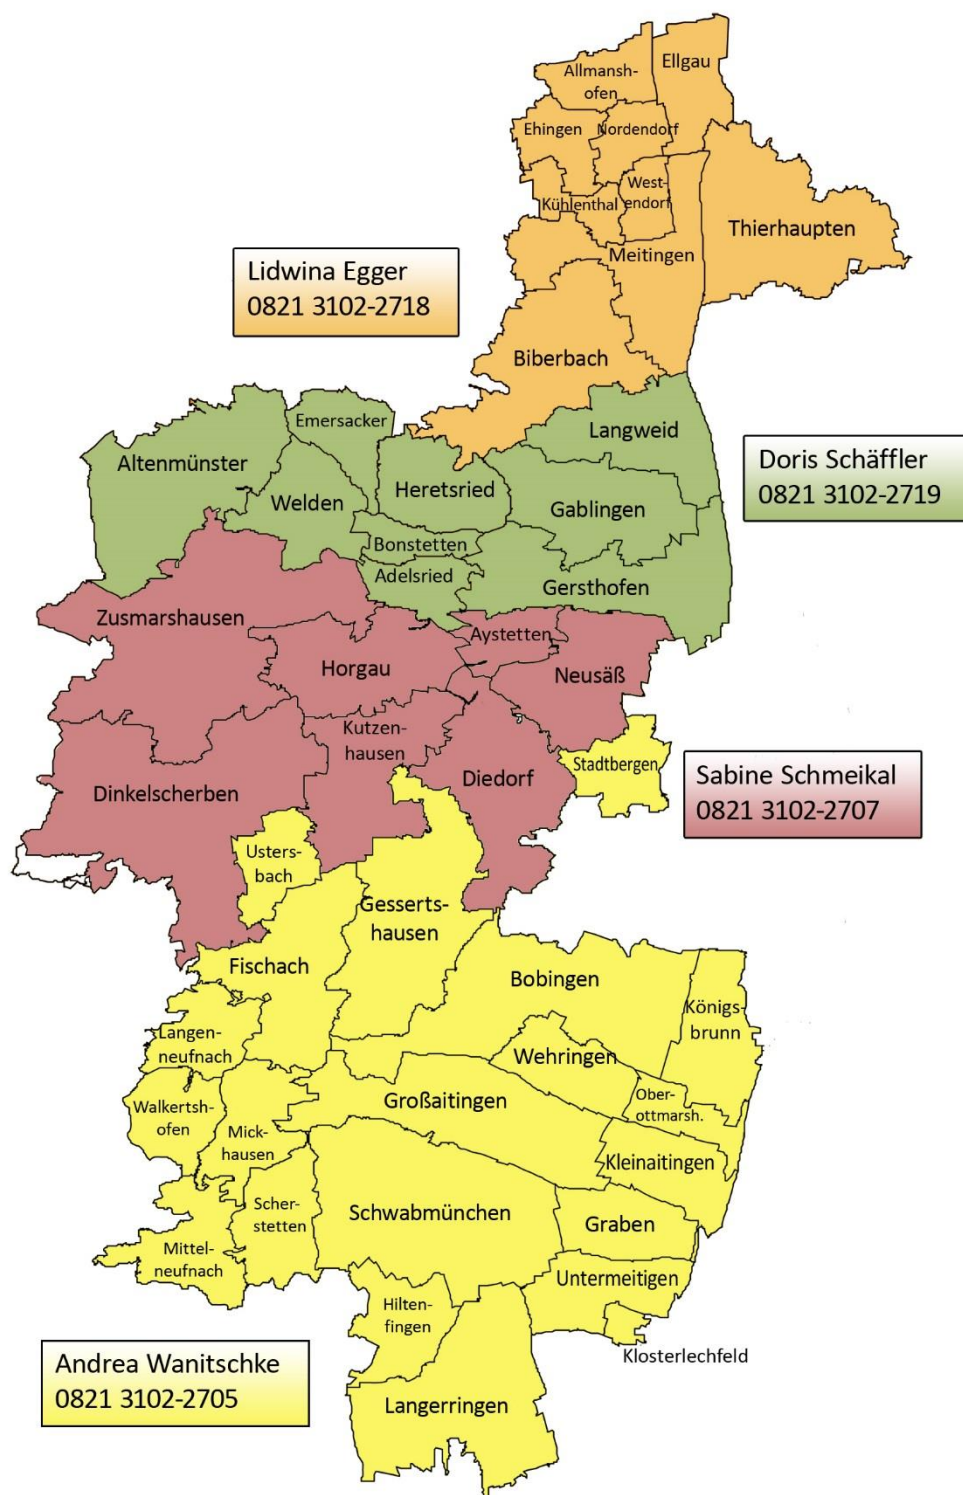 Allmansh-
ofen
Ellgau
Ehingen
Nordendorf
West-
endorf
Kühlenthal
Thierhaupten
Meitingen
Lidwina Egger
0821 3102-2718
Biberbach
Emersacker
Langweid
Altenmünster
Heretsried
Doris Schäffler
0821 3102-2719
Welden
Gablingen
Bonstetten
Adelsried
Gersthofen
Zusmarshausen
Aystetten
Horgau
Neusäß
Kutzen-
hausen
Stadtbergen
Diedorf
Sabine Schmeikal
0821 3102-2707
Dinkelscherben
Usters-
bach
Gesserts-
hausen
Fischach
Bobingen
Königs-
brunn
Langen-
neufnach
Wehringen
Ober-
ottmarsh.
Großaitingen
Walkertsh-
ofen
Mick-
hausen
Kleinaitingen
Scher-
stetten
Schwabmünchen
Graben
Mittel-
neufnach
Untermeitigen
Hilten-
fingen
Klosterlechfeld
Andrea Wanitschke
0821 3102-2705
Langerringen